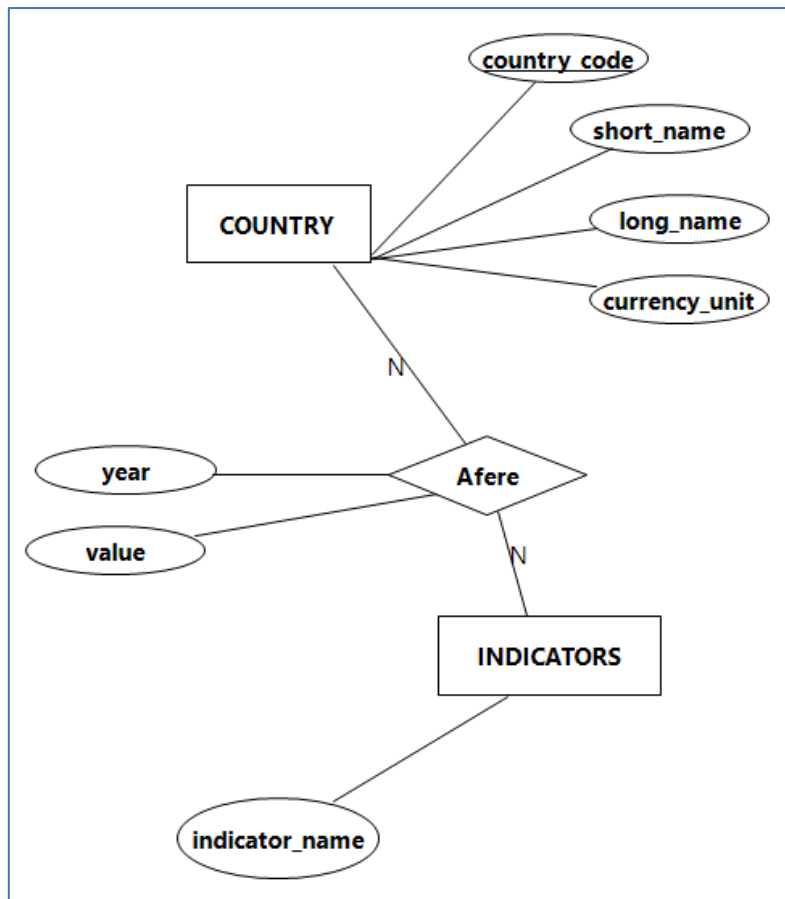 country_code
short_name
COUNTRY
long_name
currency_unit
N
year
Afere
value
N
INDICATORS
indicator_name